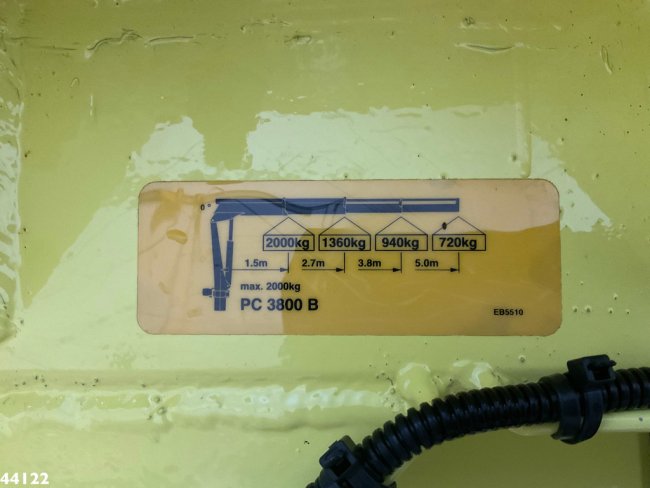 0°
2000kg 1360kg 940kg 720kg
1.5m 2.7m 3.8m 5.0m
max. 2000kg
PC 3800 B
EB5510
44122